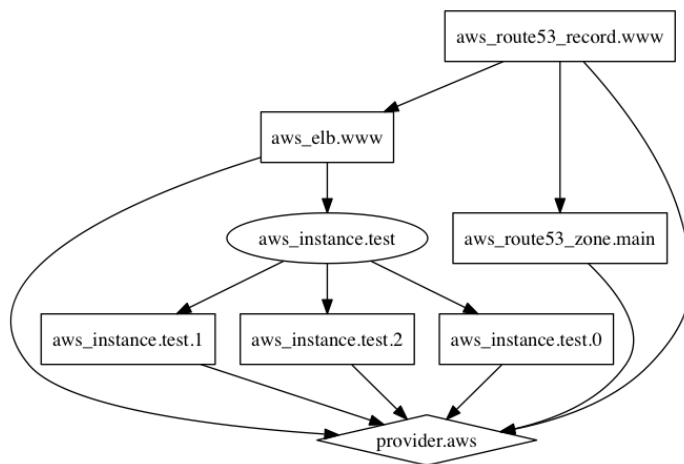 aws_route53_record.www
aws_elb.www
aws_instance.test
aws_route53_zone.main
aws_instance.test.1
aws_instance.test.2
aws_instance.test.0
provider.aws